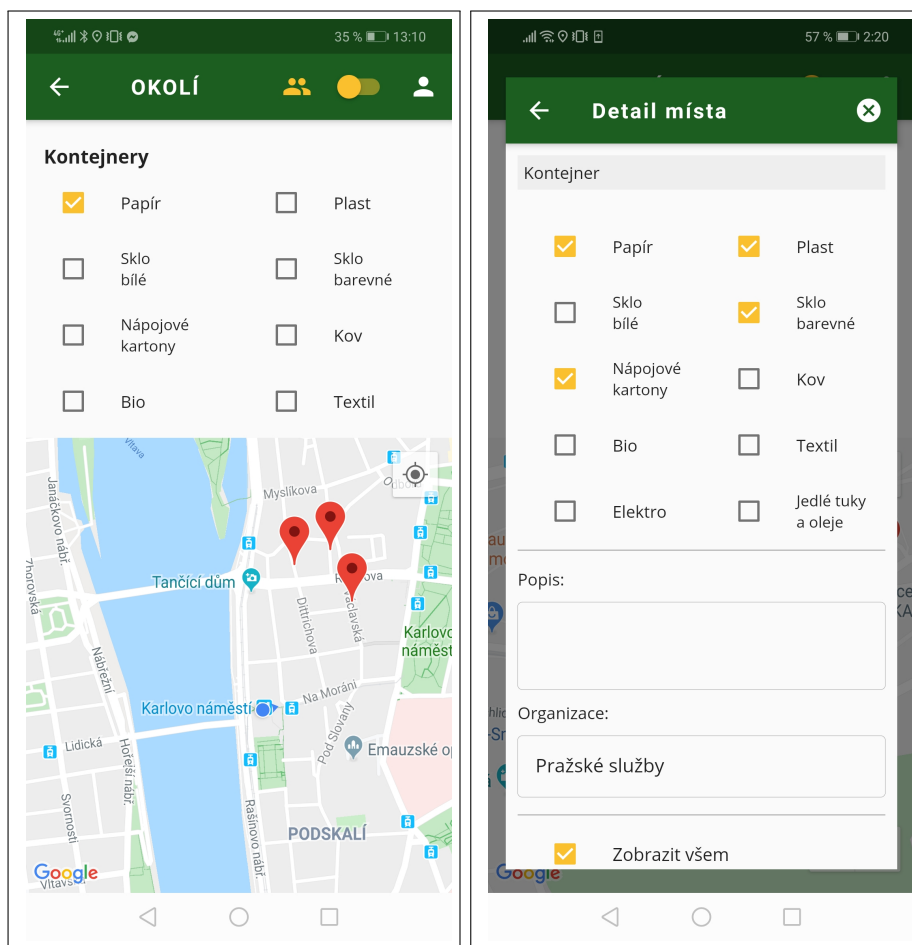 35 % 13:10
OKOLÍ
Kontejnery
Papír
Plast
Sklo
bílé
Sklo
barevné
Nápojové
kartony
Kov
Bio
Textil
Vltava
Janáčkovo nábř.
Myslíkova
Tančící dům
Dittrichova
Václavská
Karlovo
náměst
Nábřežní
Na Moráni
Karlovo náměstí
Pod Slovany
Lidická
Hořejší nábř.
Emauzské o
Svornosti
Rašínovo nábř.
PODSKALÍ
Google
57 % 2:20
Detail místa
Kontejner
Papír
Plast
Sklo
bílé
Sklo
barevné
Nápojové
kartony
Kov
Bio
Textil
Elektro
Jedlé tuky
a oleje
Popis:
Organizace:
Pražské služby
Zobrazit všem
Google